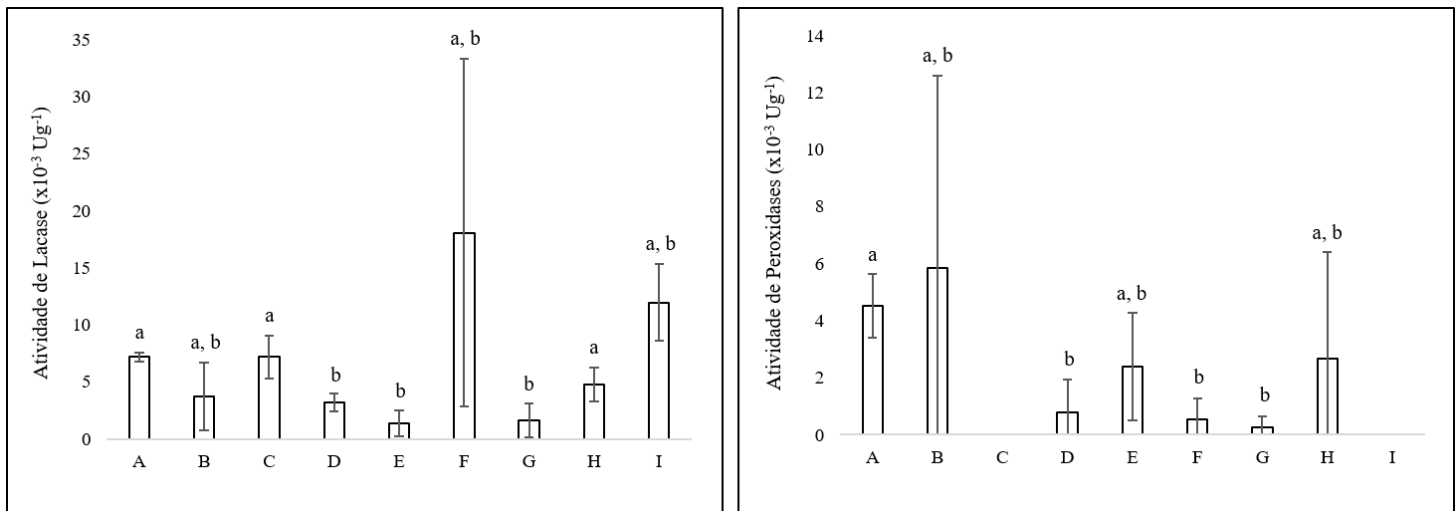 Atividade de Lacase (x10⁻³ Ug⁻¹)
35
30
25
20
15
10
5
0
a
a, b
a
b
b
a, b
b
a
a, b
A B C D E F G H I
Atividade de Peroxidases (x10⁻³ Ug⁻¹)
14
12
10
8
6
4
2
0
a
a, b
b
a, b
b
b
a, b
A B C D E F G H I